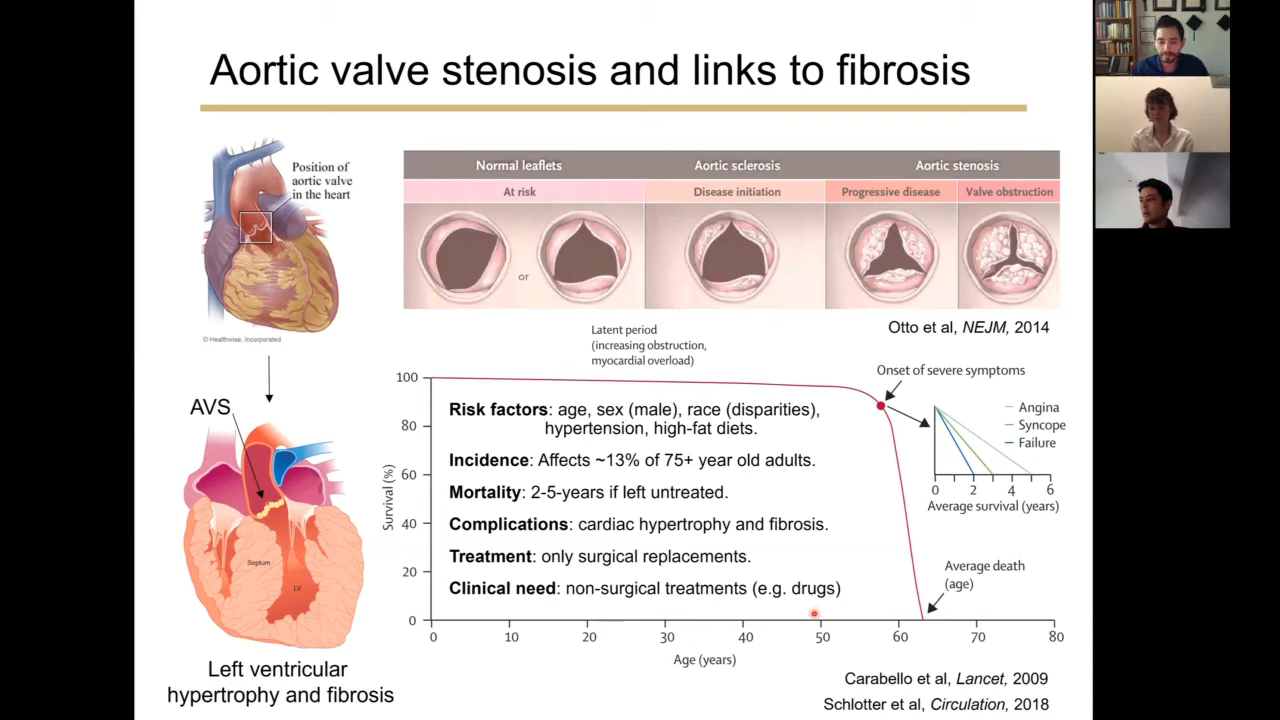 Aortic valve stenosis and links to fibrosis
Position of
aortic valve
in the heart
© Healthwise, Incorporated
Normal leaflets
Aortic sclerosis
Aortic stenosis
At risk
Disease initiation
Progressive disease
Valve obstruction
or
Otto et al, NEJM, 2014
AVS
Septum
LV
Left ventricular
hypertrophy and fibrosis
Latent period
(increasing obstruction,
myocardial overload)
Onset of severe symptoms
Angina
Syncope
Failure
0 2 4 6
Average survival (years)
Average death
(age)
Survival (%)
100
80
60
40
20
0
Risk factors: age, sex (male), race (disparities),
hypertension, high-fat diets.
Incidence: Affects ~13% of 75+ year old adults.
Mortality: 2-5-years if left untreated.
Complications: cardiac hypertrophy and fibrosis.
Treatment: only surgical replacements.
Clinical need: non-surgical treatments (e.g. drugs)
0 10 20 30 40 50 60 70 80
Age (years)
Carabello et al, Lancet, 2009
Schlotter et al, Circulation, 2018